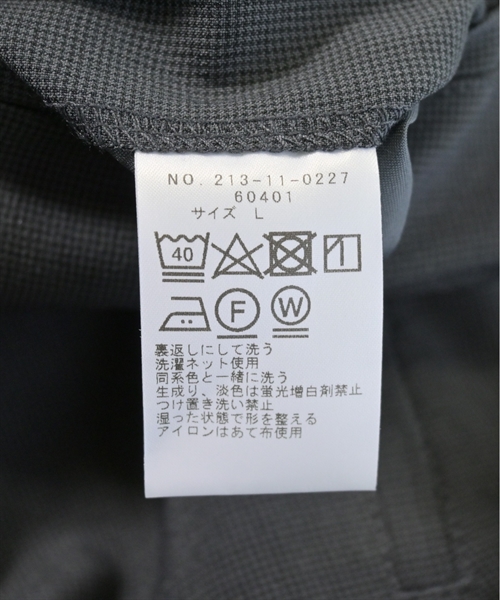 NO. 213-11-0227
60401
サイズ L
40
F W
裏返しにして洗う
洗濯ネット使用
同系色と一緒に洗う
生成り、淡色は蛍光増白剤禁止
つけ置き洗い禁止
湿った状態で形を整える
アイロンはあて布使用